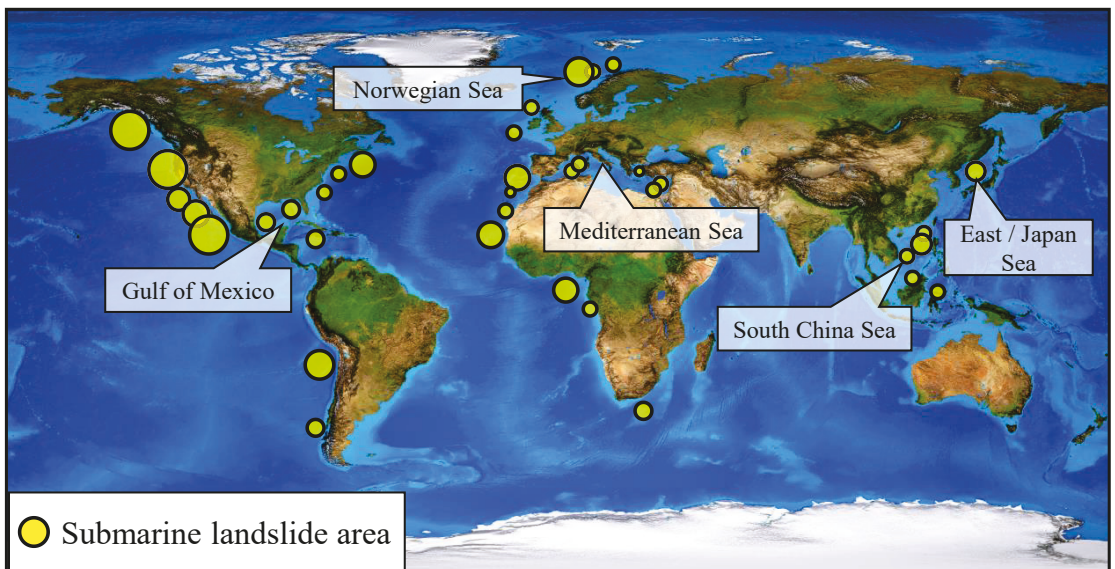 Norwegian Sea
Mediterranean Sea
East / Japan
Sea
Gulf of Mexico
South China Sea
Submarine landslide area